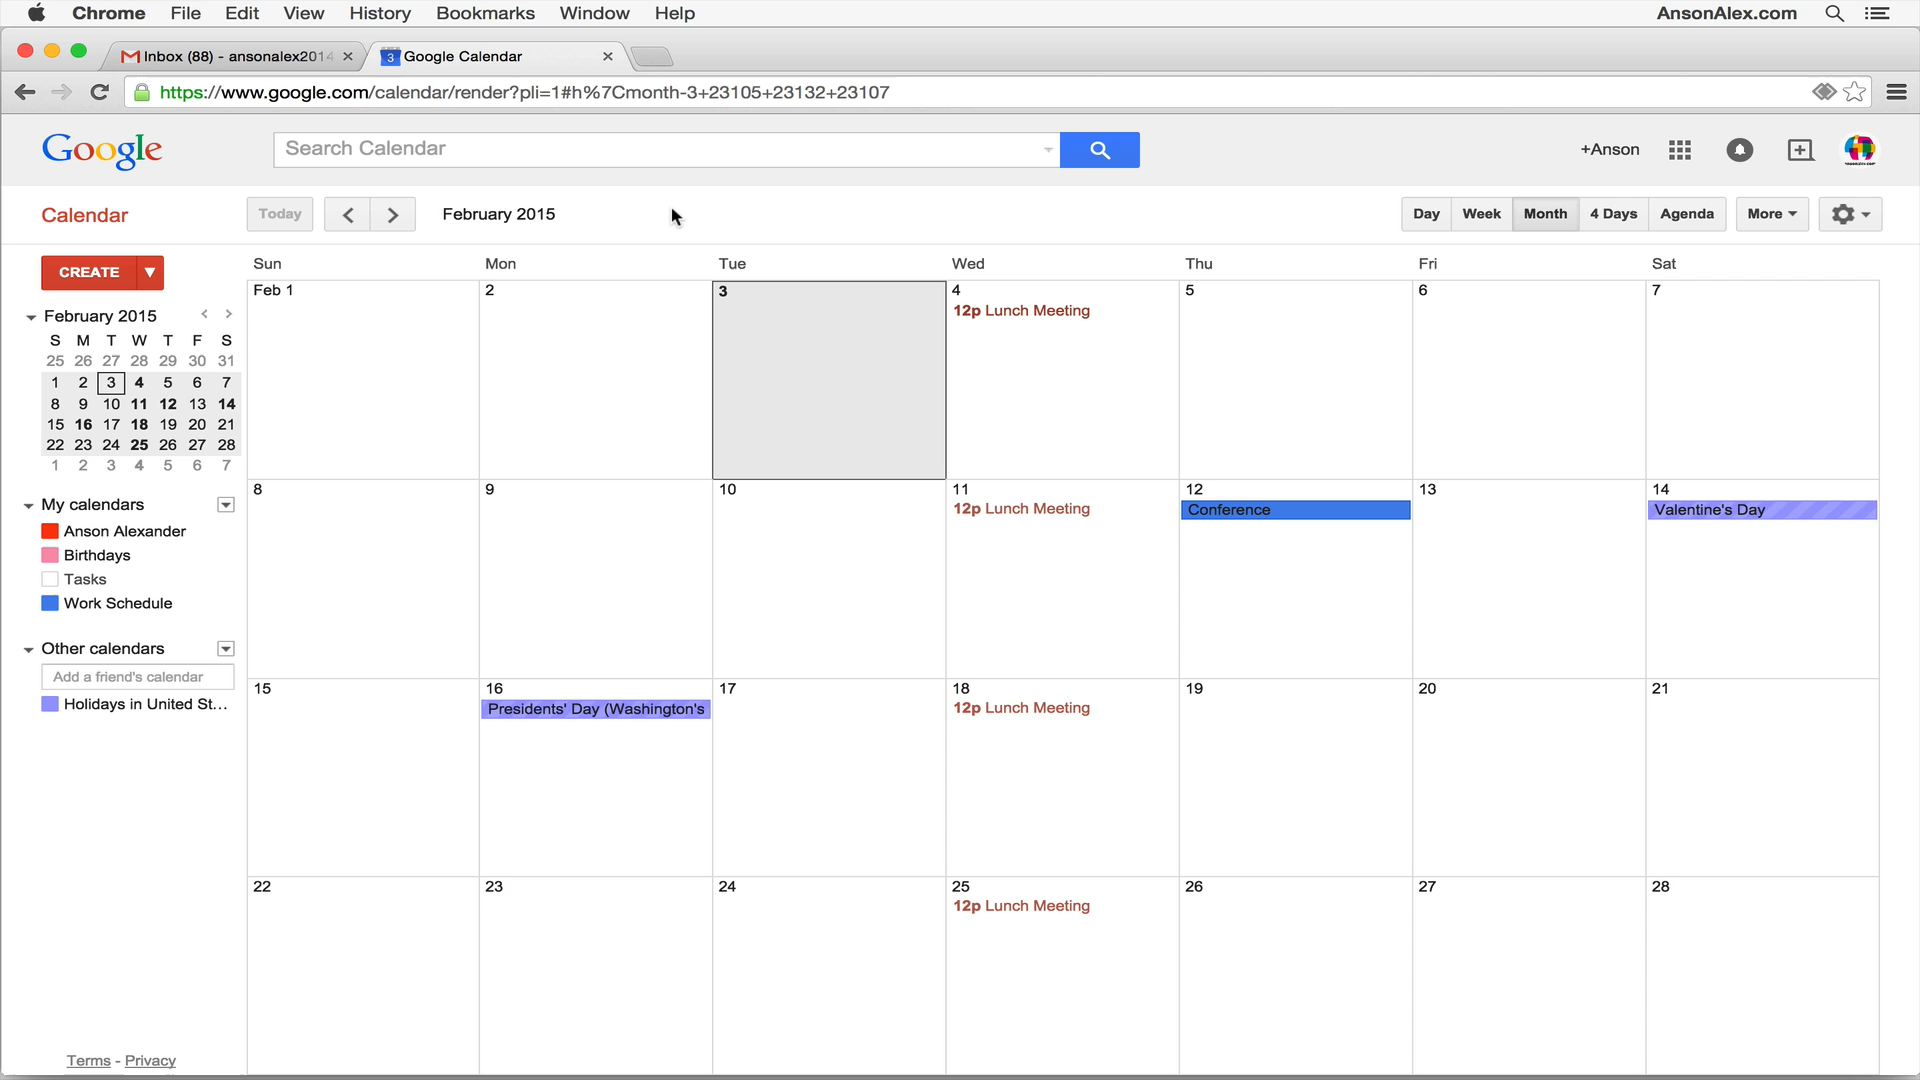 Chrome File Edit View History Bookmarks Window Help AnsonAlex.com
Inbox (88) - ansonalex2014 Google Calendar
https://www.google.com/calendar/render?pli=1#h%7Cmonth-3+23105+23132+23107
Google Search Calendar +Anson
Calendar Today February 2015 Day Week Month 4 Days Agenda More
CREATE
February 2015
S M T W T F S
25 26 27 28 29 30 31
1 2 3 4 5 6 7
8 9 10 11 12 13 14
15 16 17 18 19 20 21
22 23 24 25 26 27 28
1 2 3 4 5 6 7
My calendars
Anson Alexander
Birthdays
Tasks
Work Schedule
Other calendars
Add a friend's calendar
Holidays in United St...
Terms - Privacy
Sun Mon Tue Wed Thu Fri Sat
Feb 1 2 3 4 5 6 7
12p Lunch Meeting
8 9 10 11 12 13 14
12p Lunch Meeting Conference Valentine's Day
15 16 17 18 19 20 21
Presidents' Day (Washington's 12p Lunch Meeting
22 23 24 25 26 27 28
12p Lunch Meeting